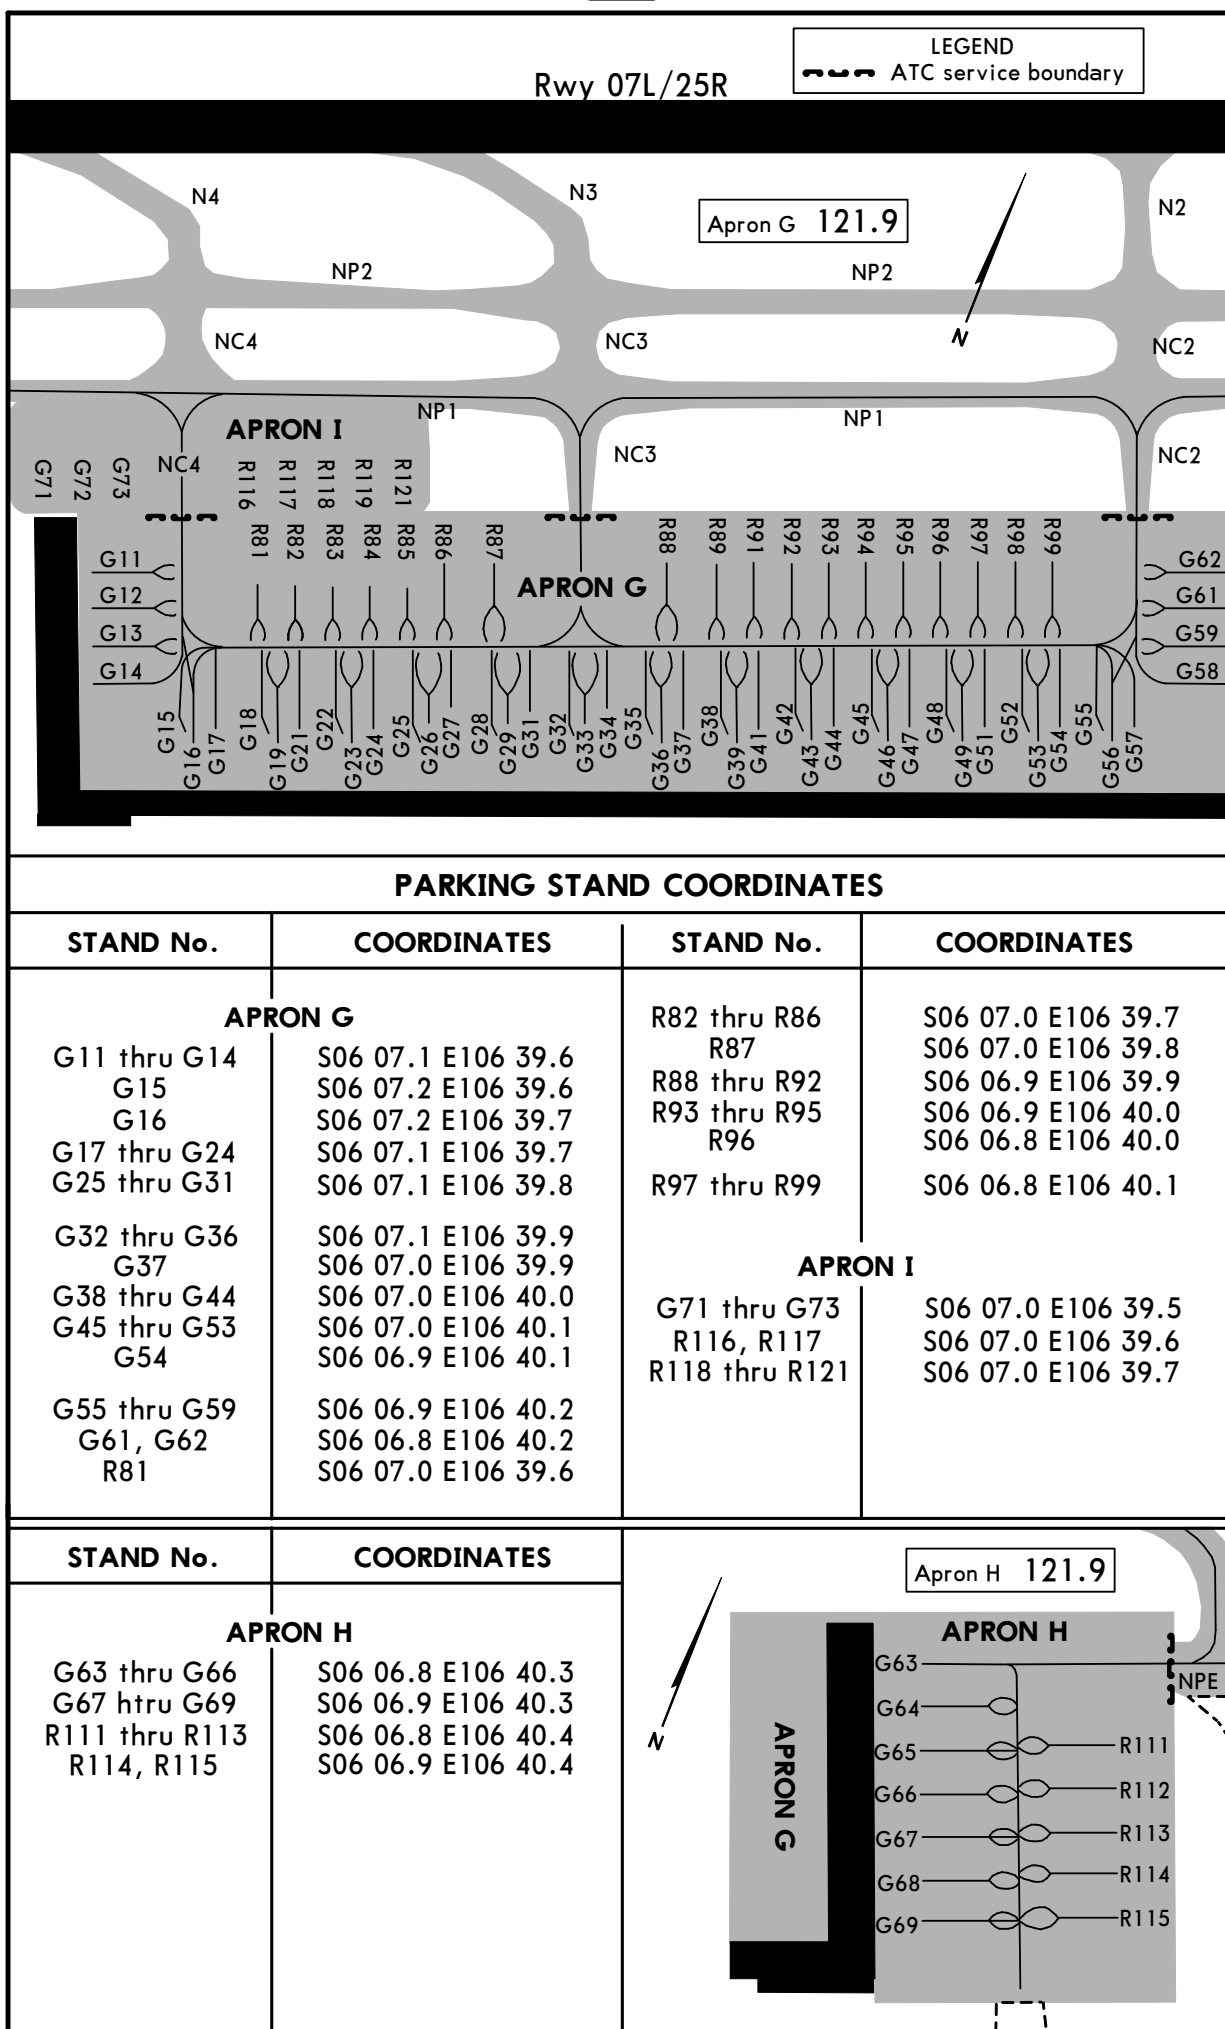 LEGEND
ATC service boundary
Rwy 07L/25R
N4
N3
N2
Apron G 121.9
NP2
NP2
N
NC4
NC3
NC2
NP1
NP1
APRON I
NC4
NC3
NC2
G71
G72
G73
R116
R117
R118
R119
R121
R81
R82
R83
R84
R85
R86
R87
R88
R89
R91
R92
R93
R94
R95
R96
R97
R98
R99
APRON G
G11
G12
G13
G14
G62
G61
G59
G58
G15
G16
G17
G18
G19
G21
G22
G23
G24
G25
G26
G27
G28
G29
G31
G32
G33
G34
G35
G36
G37
G38
G39
G41
G42
G43
G44
G45
G46
G47
G48
G49
G51
G52
G53
G54
G55
G56
G57
PARKING STAND COORDINATES
STAND No. COORDINATES STAND No. COORDINATES
APRON G
G11 thru G14 S06 07.1 E106 39.6
G15 S06 07.2 E106 39.6
G16 S06 07.2 E106 39.7
G17 thru G24 S06 07.1 E106 39.7
G25 thru G31 S06 07.1 E106 39.8
G32 thru G36 S06 07.1 E106 39.9
G37 S06 07.0 E106 39.9
G38 thru G44 S06 07.0 E106 40.0
G45 thru G53 S06 07.0 E106 40.1
G54 S06 06.9 E106 40.1
G55 thru G59 S06 06.9 E106 40.2
G61, G62 S06 06.8 E106 40.2
R81 S06 07.0 E106 39.6
R82 thru R86 S06 07.0 E106 39.7
R87 S06 07.0 E106 39.8
R88 thru R92 S06 06.9 E106 39.9
R93 thru R95 S06 06.9 E106 40.0
R96 S06 06.8 E106 40.0
R97 thru R99 S06 06.8 E106 40.1
APRON I
G71 thru G73 S06 07.0 E106 39.5
R116, R117 S06 07.0 E106 39.6
R118 thru R121 S06 07.0 E106 39.7
STAND No. COORDINATES
APRON H
G63 thru G66 S06 06.8 E106 40.3
G67 htru G69 S06 06.9 E106 40.3
R111 thru R113 S06 06.8 E106 40.4
R114, R115 S06 06.9 E106 40.4
Apron H 121.9
N
APRON H
APRON G
NPE
G63
G64
G65
G66
G67
G68
G69
R111
R112
R113
R114
R115